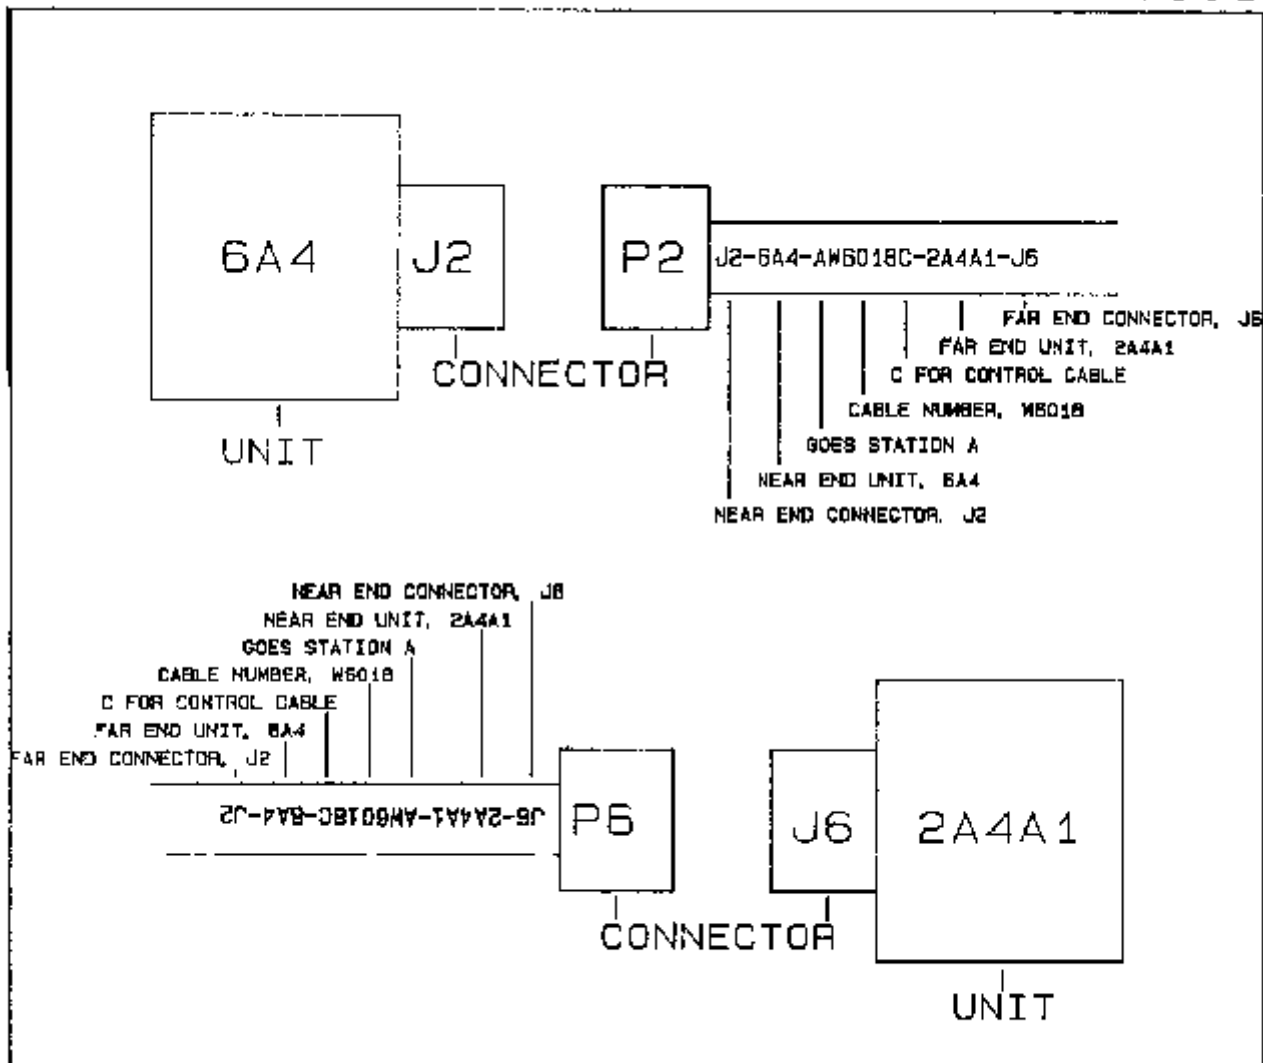 6A4
J2
P2
J2-6A4-AW6018C-2A4A1-J6
FAR END CONNECTOR, J6
FAR END UNIT, 2A4A1
C FOR CONTROL CABLE
CABLE NUMBER, W6018
GOES STATION A
NEAR END UNIT, 6A4
NEAR END CONNECTOR, J2
CONNECTOR
UNIT
NEAR END CONNECTOR, J6
NEAR END UNIT, 2A4A1
GOES STATION A
CABLE NUMBER, W6018
C FOR CONTROL CABLE
FAR END UNIT, 6A4
FAR END CONNECTOR, J2
J6-2A4A1-AW6018C-6A4-J2
P6
J6
2A4A1
CONNECTOR
UNIT